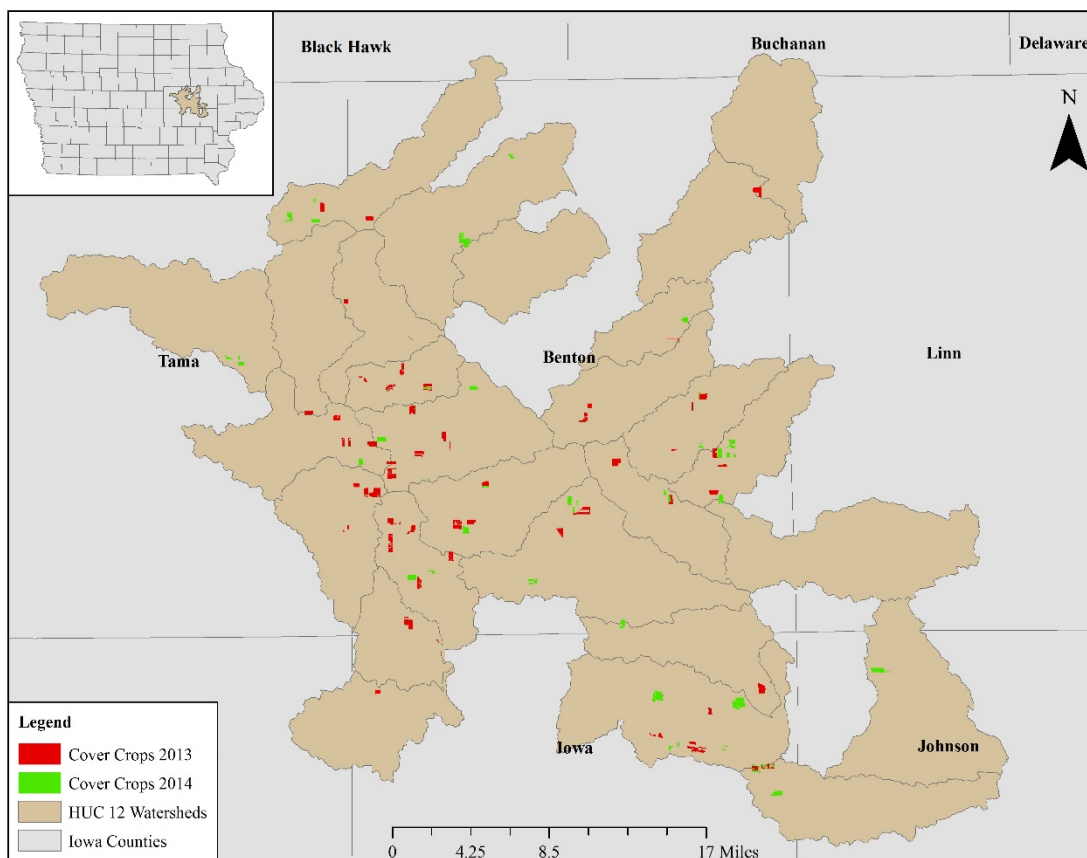 Black Hawk
Buchanan
Delaware
N
Tama
Benton
Linn
Iowa
Johnson
Legend
Cover Crops 2013
Cover Crops 2014
HUC 12 Watersheds
Iowa Counties
0 4.25 8.5 17 Miles